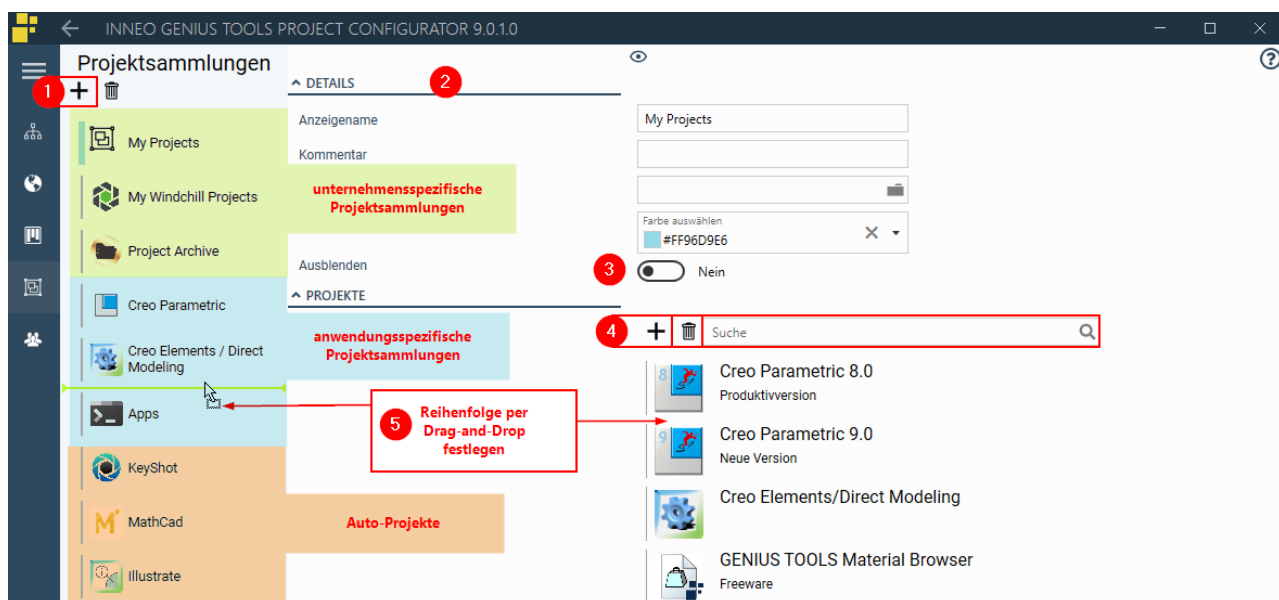 INNEO GENIUS TOOLS PROJECT CONFIGURATOR 9.0.1.0
Projektsammlungen
1
My Projects
My Windchill Projects
Project Archive
Creo Parametric
Creo Elements / Direct
Modeling
Apps
KeyShot
MathCad
Illustrate
DETAILS
2
Anzeigename
My Projects
Kommentar
unternehmensspezifische
Projektsammlungen
Farbe auswählen
#FF96D9E6
Ausblenden
3
Nein
PROJEKTE
anwendungsspezifische
Projektsammlungen
4
Suche
5
Reihenfolge per
Drag-and-Drop
festlegen
Auto-Projekte
8
Creo Parametric 8.0
Produktivversion
9
Creo Parametric 9.0
Neue Version
Creo Elements/Direct Modeling
GENIUS TOOLS Material Browser
Freeware